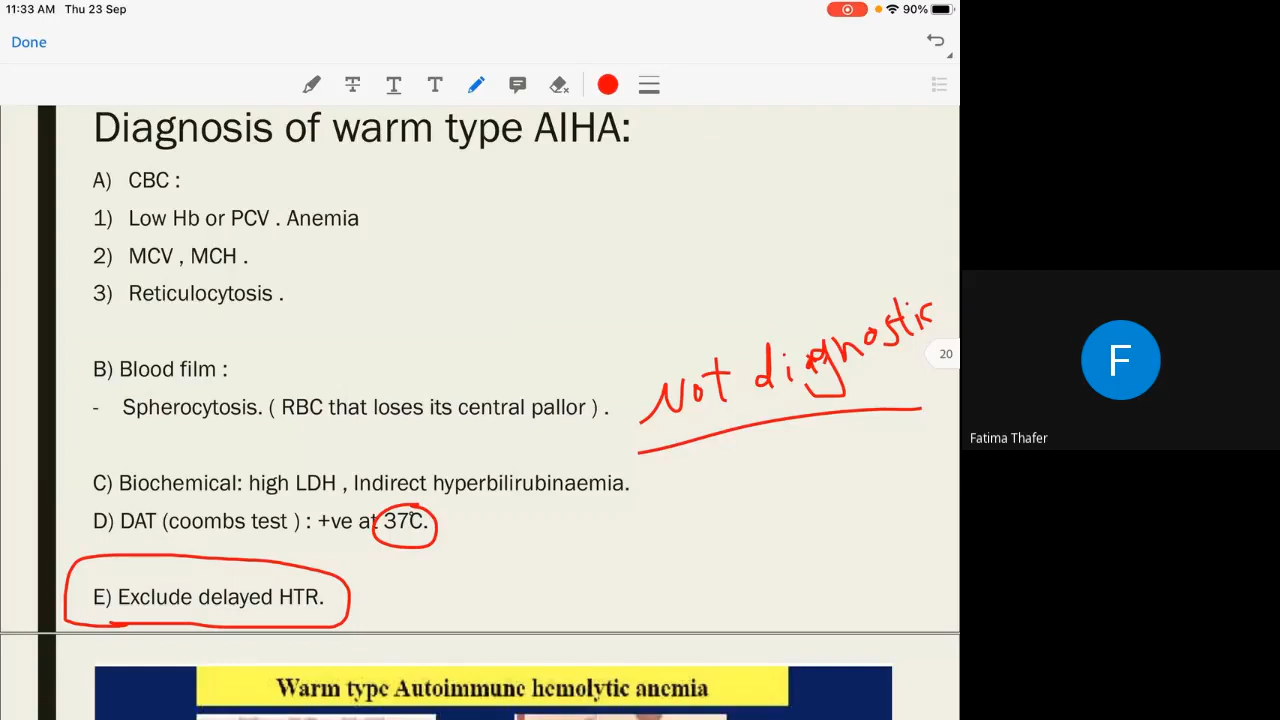 11:33 AM Thu 23 Sep
90%
Done
T T T
Diagnosis of warm type AIHA:
A) CBC :
1) Low Hb or PCV . Anemia
2) MCV , MCH .
3) Reticulocytosis .
Not diagnostic
20
B) Blood film :
- Spherocytosis. ( RBC that loses its central pallor ) .
C) Biochemical: high LDH , Indirect hyperbilirubinaemia.
D) DAT (coombs test ) : +ve at 37°C.
E) Exclude delayed HTR.
Warm type Autoimmune hemolytic anemia
F
Fatima Thafer